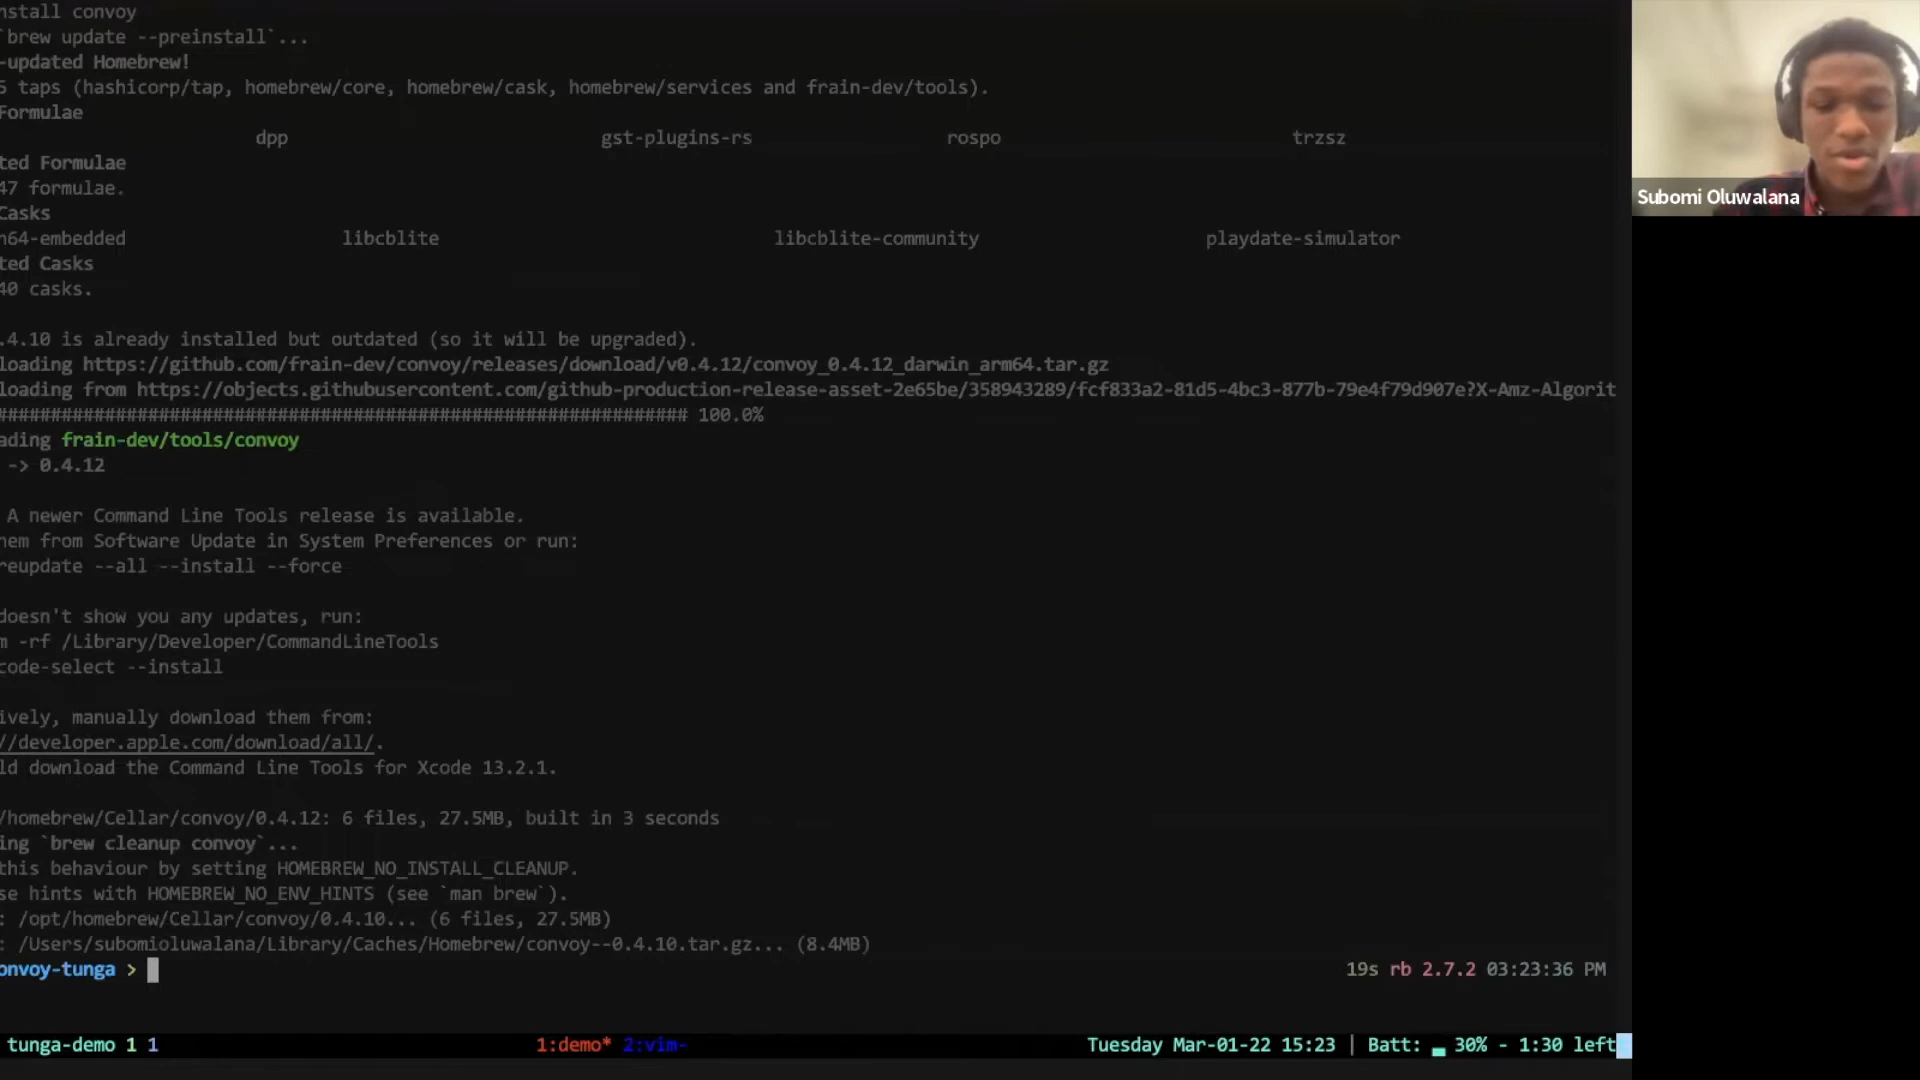 nstall convoy
`brew update --preinstall`...
-updated Homebrew!
5 taps (hashicorp/tap, homebrew/core, homebrew/cask, homebrew/services and frain-dev/tools).
Formulae
dpp gst-plugins-rs rospo trzsz
ted Formulae
47 formulae.
Casks
m64-embedded libcblite libcblite-community playdate-simulator
ted Casks
40 casks.
.4.10 is already installed but outdated (so it will be upgraded).
loading https://github.com/frain-dev/convoy/releases/download/v0.4.12/convoy_0.4.12_darwin_arm64.tar.gz
loading from https://objects.githubusercontent.com/github-production-release-asset-2e65be/358943289/fcf833a2-81d5-4bc3-877b-79e4f79d907e?X-Amz-Algorit
################################################################ 100.0%
ading frain-dev/tools/convoy
-> 0.4.12
A newer Command Line Tools release is available.
hem from Software Update in System Preferences or run:
reupdate --all --install --force
doesn't show you any updates, run:
m -rf /Library/Developer/CommandLineTools
code-select --install
ively, manually download them from:
//developer.apple.com/download/all/.
ld download the Command Line Tools for Xcode 13.2.1.
/homebrew/Cellar/convoy/0.4.12: 6 files, 27.5MB, built in 3 seconds
ing `brew cleanup convoy`...
this behaviour by setting HOMEBREW_NO_INSTALL_CLEANUP.
se hints with HOMEBREW_NO_ENV_HINTS (see `man brew`).
: /opt/homebrew/Cellar/convoy/0.4.10... (6 files, 27.5MB)
: /Users/subomioluwalana/Library/Caches/Homebrew/convoy--0.4.10.tar.gz... (8.4MB)
onvoy-tunga > 19s rb 2.7.2 03:23:36 PM
tunga-demo 1 1 1:demo* 2:vim- Tuesday Mar-01-22 15:23 | Batt: 30% - 1:30 left
Subomi Oluwalana